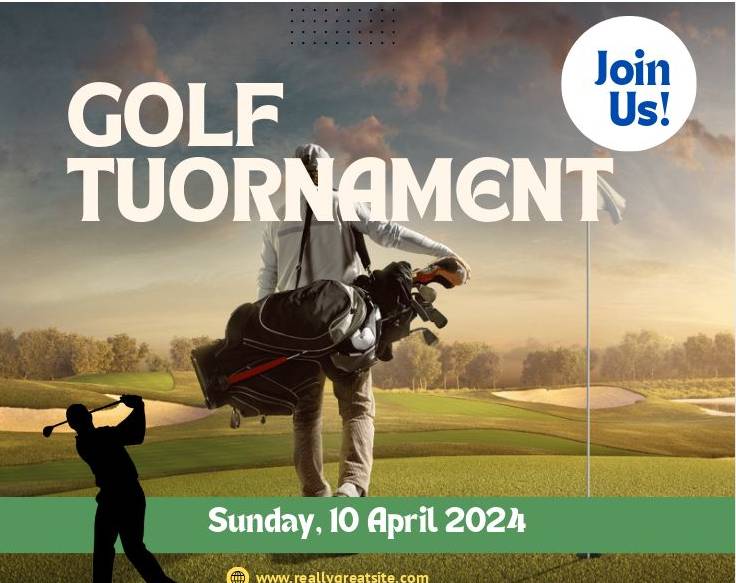 Join
Us!
GOLF
TUORNAMENT
Sunday, 10 April 2024
www.reallygreatsite.com